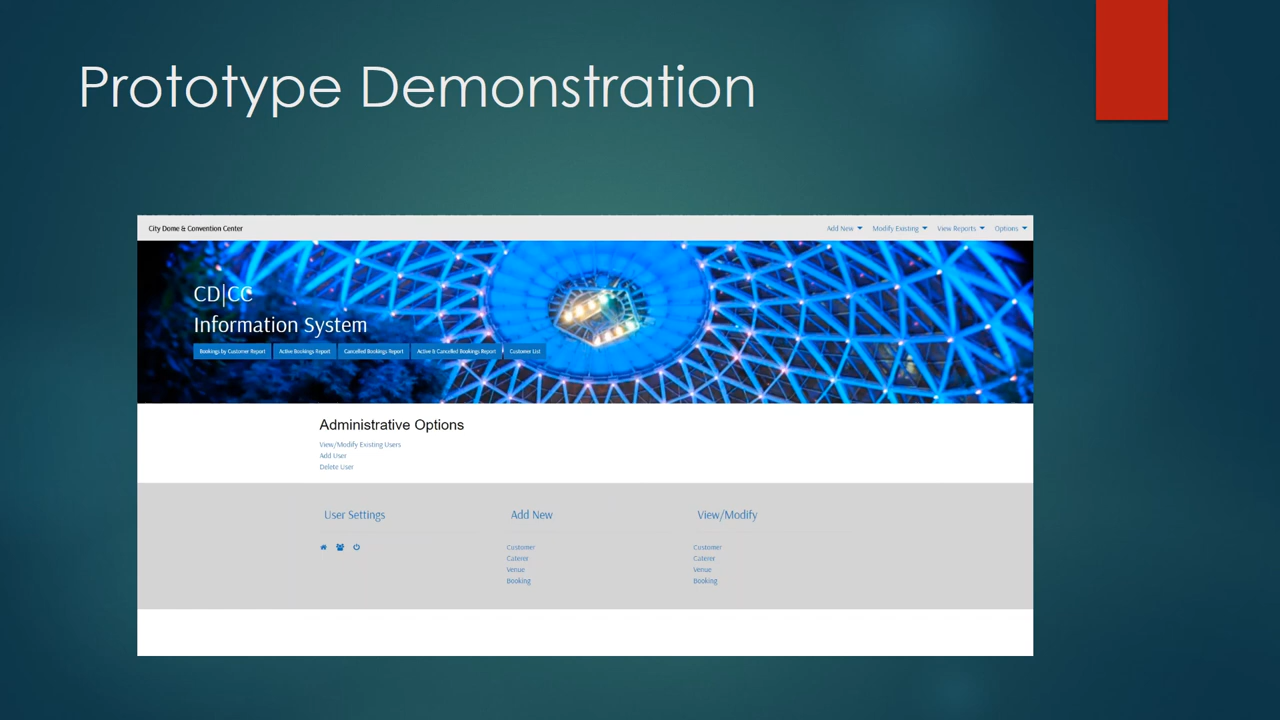 Prototype Demonstration
City Dome & Convention Center
Add New
Modify Existing
View Reports
Options
CD|CC
Information System
Bookings by Customer Report
Active Bookings Report
Cancelled Bookings Report
Active & Cancelled Bookings Report
Customer List
Administrative Options
View/Modify Existing Users
Add User
Delete User
User Settings
Add New
Customer
Caterer
Venue
Booking
View/Modify
Customer
Caterer
Venue
Booking